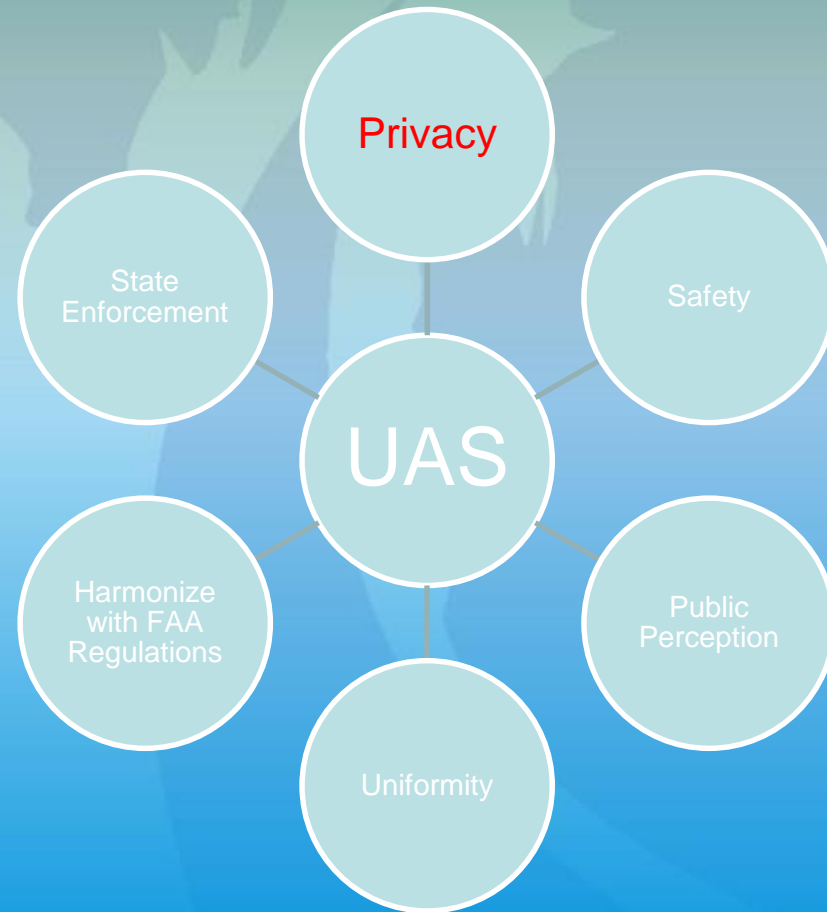 Privacy
State
Enforcement
Safety
UAS
Harmonize
with FAA
Regulations
Public
Perception
Uniformity